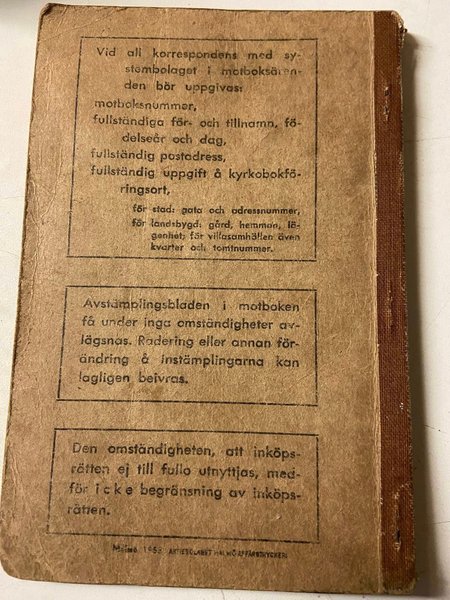 Vid all korrespondens med sy-
stembolaget i motboksären-
den bör uppgivas:
motboksnummer,
fullständiga för- och tillnamn, fö-
delseår och dag,
fullständig postadress,
fullständig uppgift å kyrkobokfö-
ringsort,
för stad: gata och adressnummer,
för landsbygd: gård, hemman, lä-
genhet; för villasamhällen även
kvarter och tomtnummer.
Avstämplingsbladen i motboken
få under inga omständigheter av-
lägsnas. Radering eller annan för-
ändring å instämplingarna kan
lagligen beivras.
Den omständigheten, att inköps-
rätten ej till fullo utnyttjas, med-
för icke begränsning av inköps-
rätten.
Malmö 1953 AKTIEBOLAGET MALMÖ AFFÄRSTRYCKERI